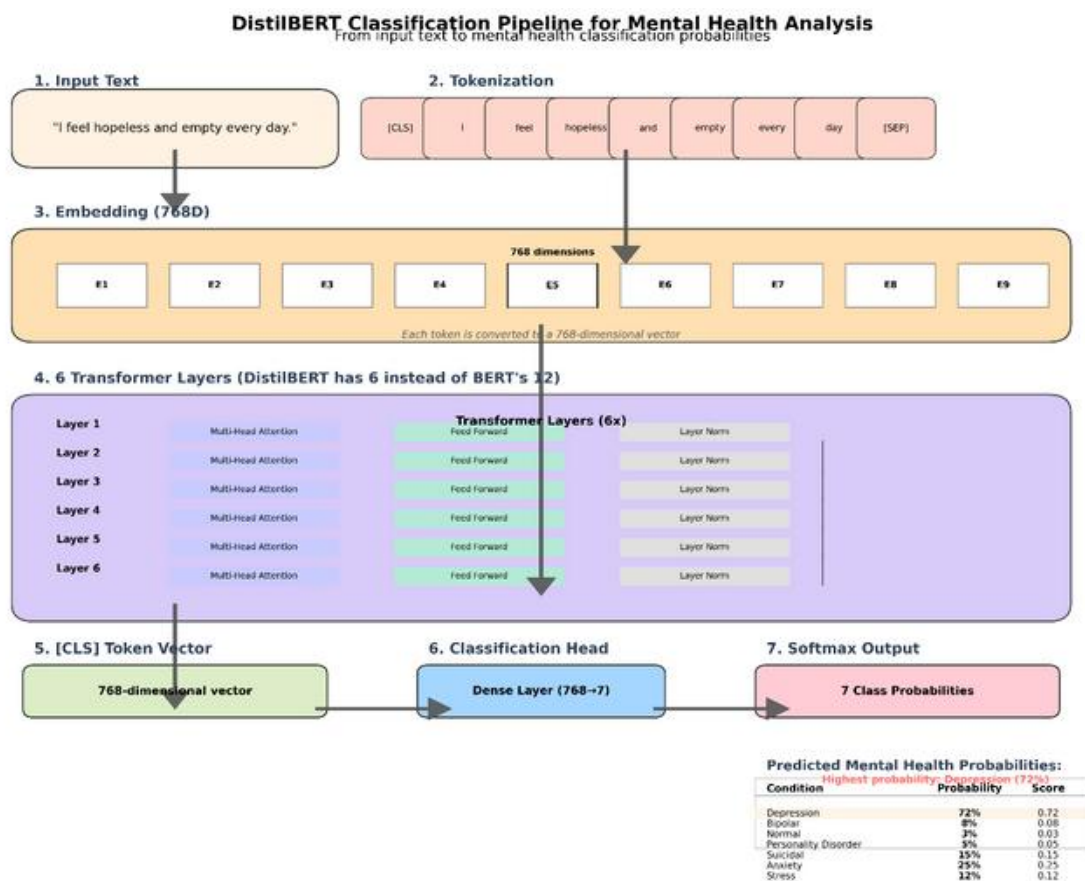 DistilBERT Classification Pipeline for Mental Health Analysis
From input text to mental health classification probabilities
1. Input Text
2. Tokenization
"I feel hopeless and empty every day."
[CLS] I feel hopeless and empty every day [SEP]
3. Embedding (768D)
768 dimensions
E1 E2 E3 E4 E5 E6 E7 E8 E9
Each token is converted to a 768-dimensional vector
4. 6 Transformer Layers (DistilBERT has 6 instead of BERT's 12)
Transformer Layers (6x)
Layer 1 Multi-Head Attention Feed Forward Layer Norm
Layer 2 Multi-Head Attention Feed Forward Layer Norm
Layer 3 Multi-Head Attention Feed Forward Layer Norm
Layer 4 Multi-Head Attention Feed Forward Layer Norm
Layer 5 Multi-Head Attention Feed Forward Layer Norm
Layer 6 Multi-Head Attention Feed Forward Layer Norm
5. [CLS] Token Vector
6. Classification Head
7. Softmax Output
768-dimensional vector
Dense Layer (768→7)
7 Class Probabilities
Predicted Mental Health Probabilities:
Highest probability: Depression (72%)
Condition Probability Score
Depression 72% 0.72
Bipolar 8% 0.08
Normal 3% 0.03
Personality Disorder 5% 0.05
Suicidal 15% 0.15
Anxiety 25% 0.25
Stress 12% 0.12